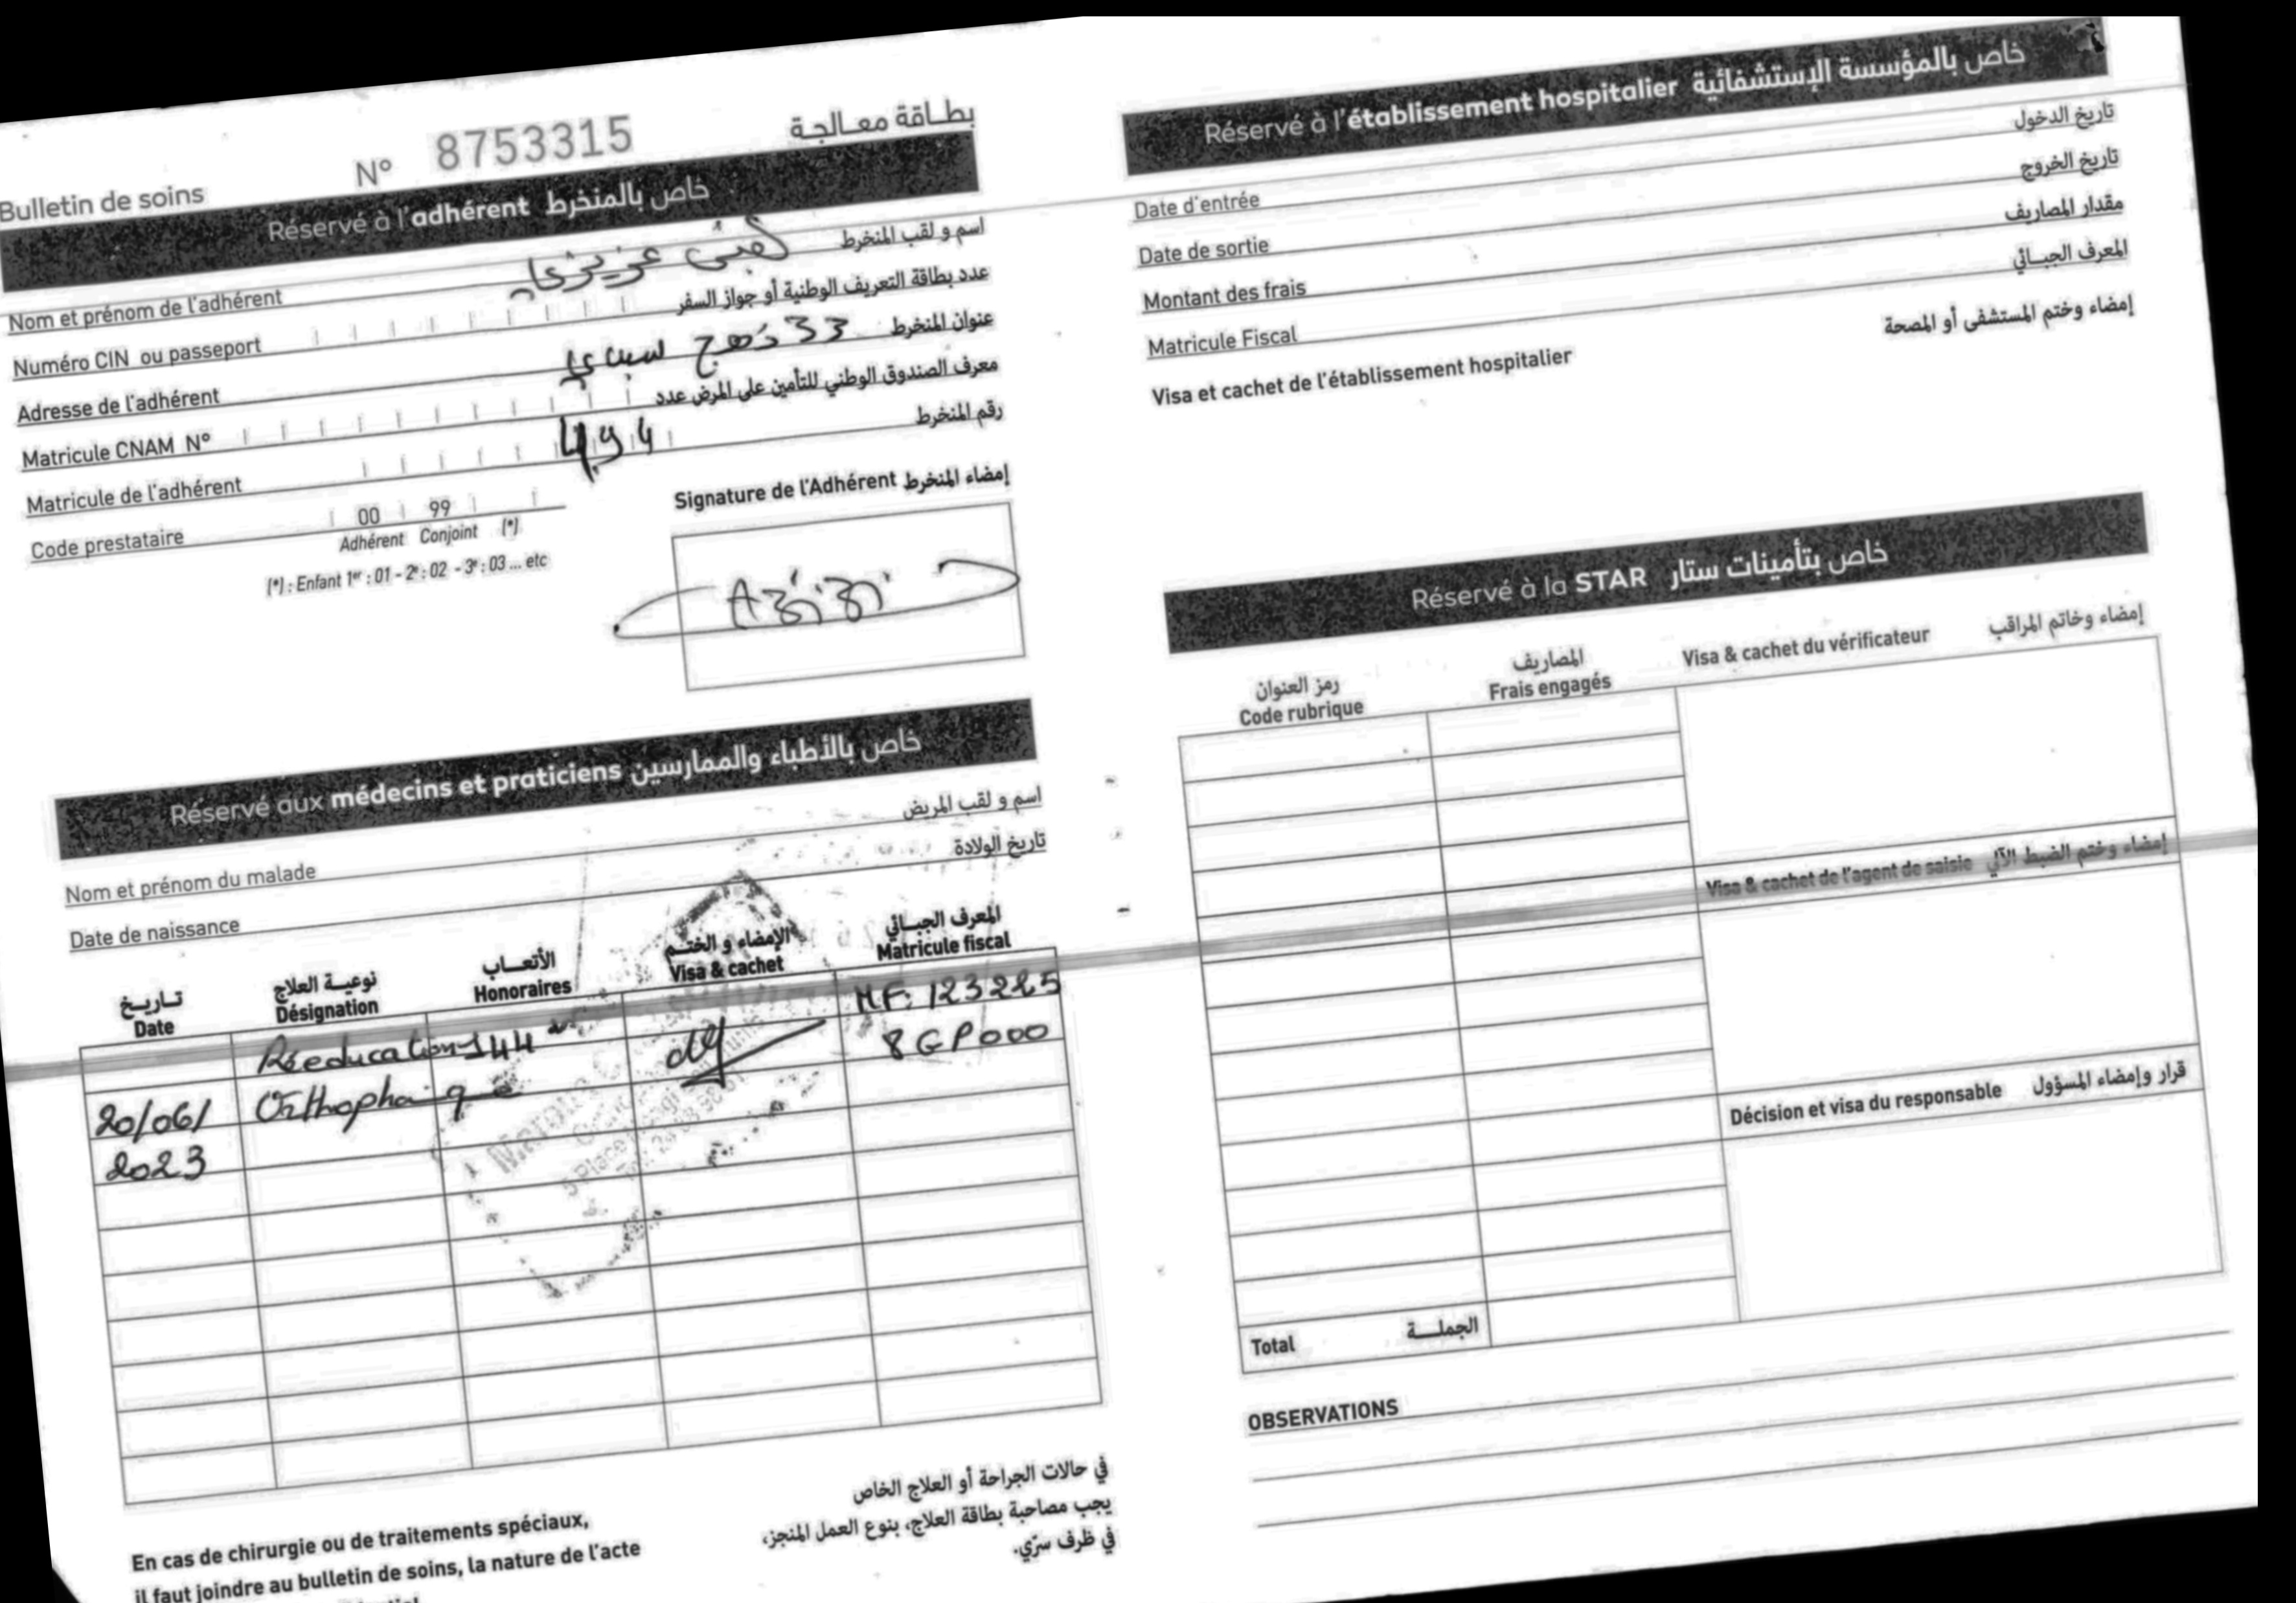 Bulletin de soins
N° 8753315
بطاقة معالجة
Réservé à l'adhérent خاص بالمنخرط
Nom et prénom de l'adhérent عزيزي اسم و لقب المنخرط
Numéro CIN ou passeport عدد بطاقة التعريف الوطنية أو جواز السفر
Adresse de l'adhérent 33 نهج عنوان المنخرط
Matricule CNAM N° معرف الصندوق الوطني للتأمين على المرض عدد
Matricule de l'adhérent 494 رقم المنخرط
Code prestataire 00 99
Adhérent Conjoint (*)
(*) : Enfant 1er : 01 - 2e : 02 - 3e : 03 ... etc
Signature de l'Adhérent إمضاء المنخرط
Azizi
Réservé aux médecins et praticiens خاص بالأطباء والممارسين
Nom et prénom du malade اسم و لقب المريض
Date de naissance تاريخ الولادة
تاريخ نوعية العلاج الأتعاب الإمضاء و الختم المعرف الجبائي
Date Désignation Honoraires Visa & cachet Matricule fiscal
Rééducation 144 MF: 123225
20/06/ 8GP000
2023
En cas de chirurgie ou de traitements spéciaux,
il faut joindre au bulletin de soins, la nature de l'acte
في حالات الجراحة أو العلاج الخاص
يجب مصاحبة بطاقة العلاج، بنوع العمل المنجز،
في ظرف سرّي.
Réservé à l'établissement hospitalier خاص بالمؤسسة الإستشفائية
Date d'entrée تاريخ الدخول
Date de sortie تاريخ الخروج
Montant des frais مقدار المصاريف
Matricule Fiscal المعرف الجبائي
Visa et cachet de l'établissement hospitalier إمضاء وختم المستشفى أو المصحة
Réservé à la STAR خاص بتأمينات ستار
رمز العنوان المصاريف
Code rubrique Frais engagés
Visa & cachet du vérificateur إمضاء وخاتم المراقب
Visa & cachet de l'agent de saisie إمضاء وختم الضبط الآلي
Décision et visa du responsable قرار وإمضاء المسؤول
Total الجملة
OBSERVATIONS